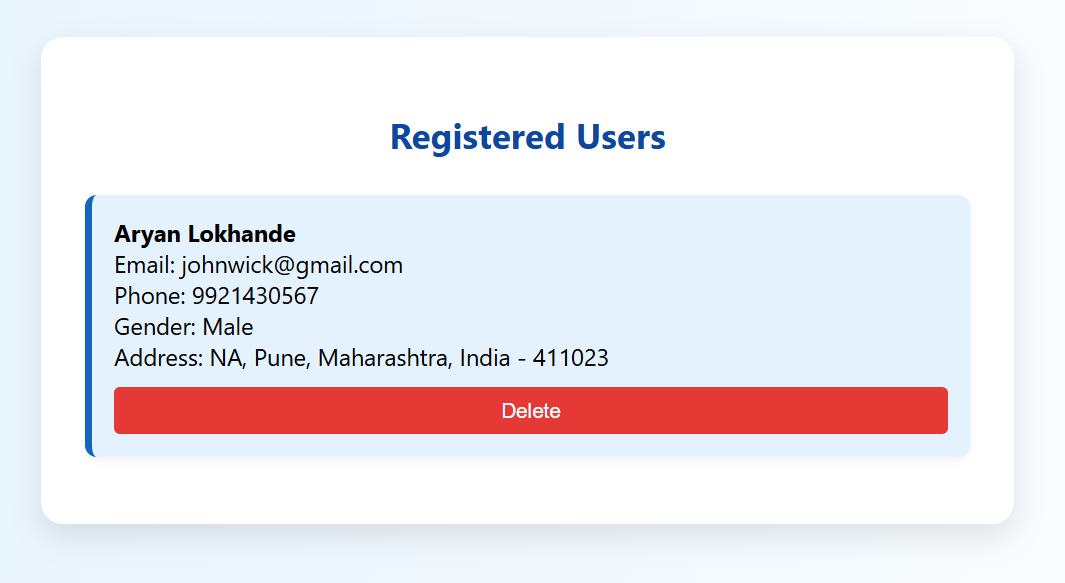 Registered Users
Aryan Lokhande
Email: johnwick@gmail.com
Phone: 9921430567
Gender: Male
Address: NA, Pune, Maharashtra, India - 411023
Delete